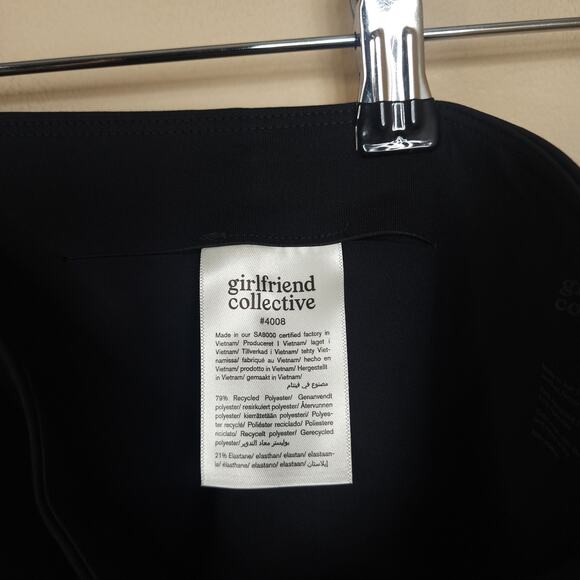 girlfriend
collective
#4008
Made in our SA8000 certified factory in
Vietnam/ Produceret I Vietnam/ laget i
Vietnam/ Tillverkad i Vietnam/ tehty Viet-
namissa/ fabriqué au Vietnam/ hecho en
Vietnam/ prodotto in Vietnam/ Hergestellt
in Vietnam/ gemaakt in Vietnam/
مصنوع في فيتنام
79% Recycled Polyester/ Genanvendt
polyester/ resirkulert polyester/ Återvunnen
polyester/ kierrätetään polyesteri/ Polyes-
ter recyclé/ Poliéster reciclado/ Poliestere
riciclato/ Recycelt polyester/ Gerecycled
polyester/ بوليستر معاد التدوير
21% Elastane/ elasthan/ elastan/ elastaan-
ia/ élasthane/ elastano/ elastaan/ إيلاستان/